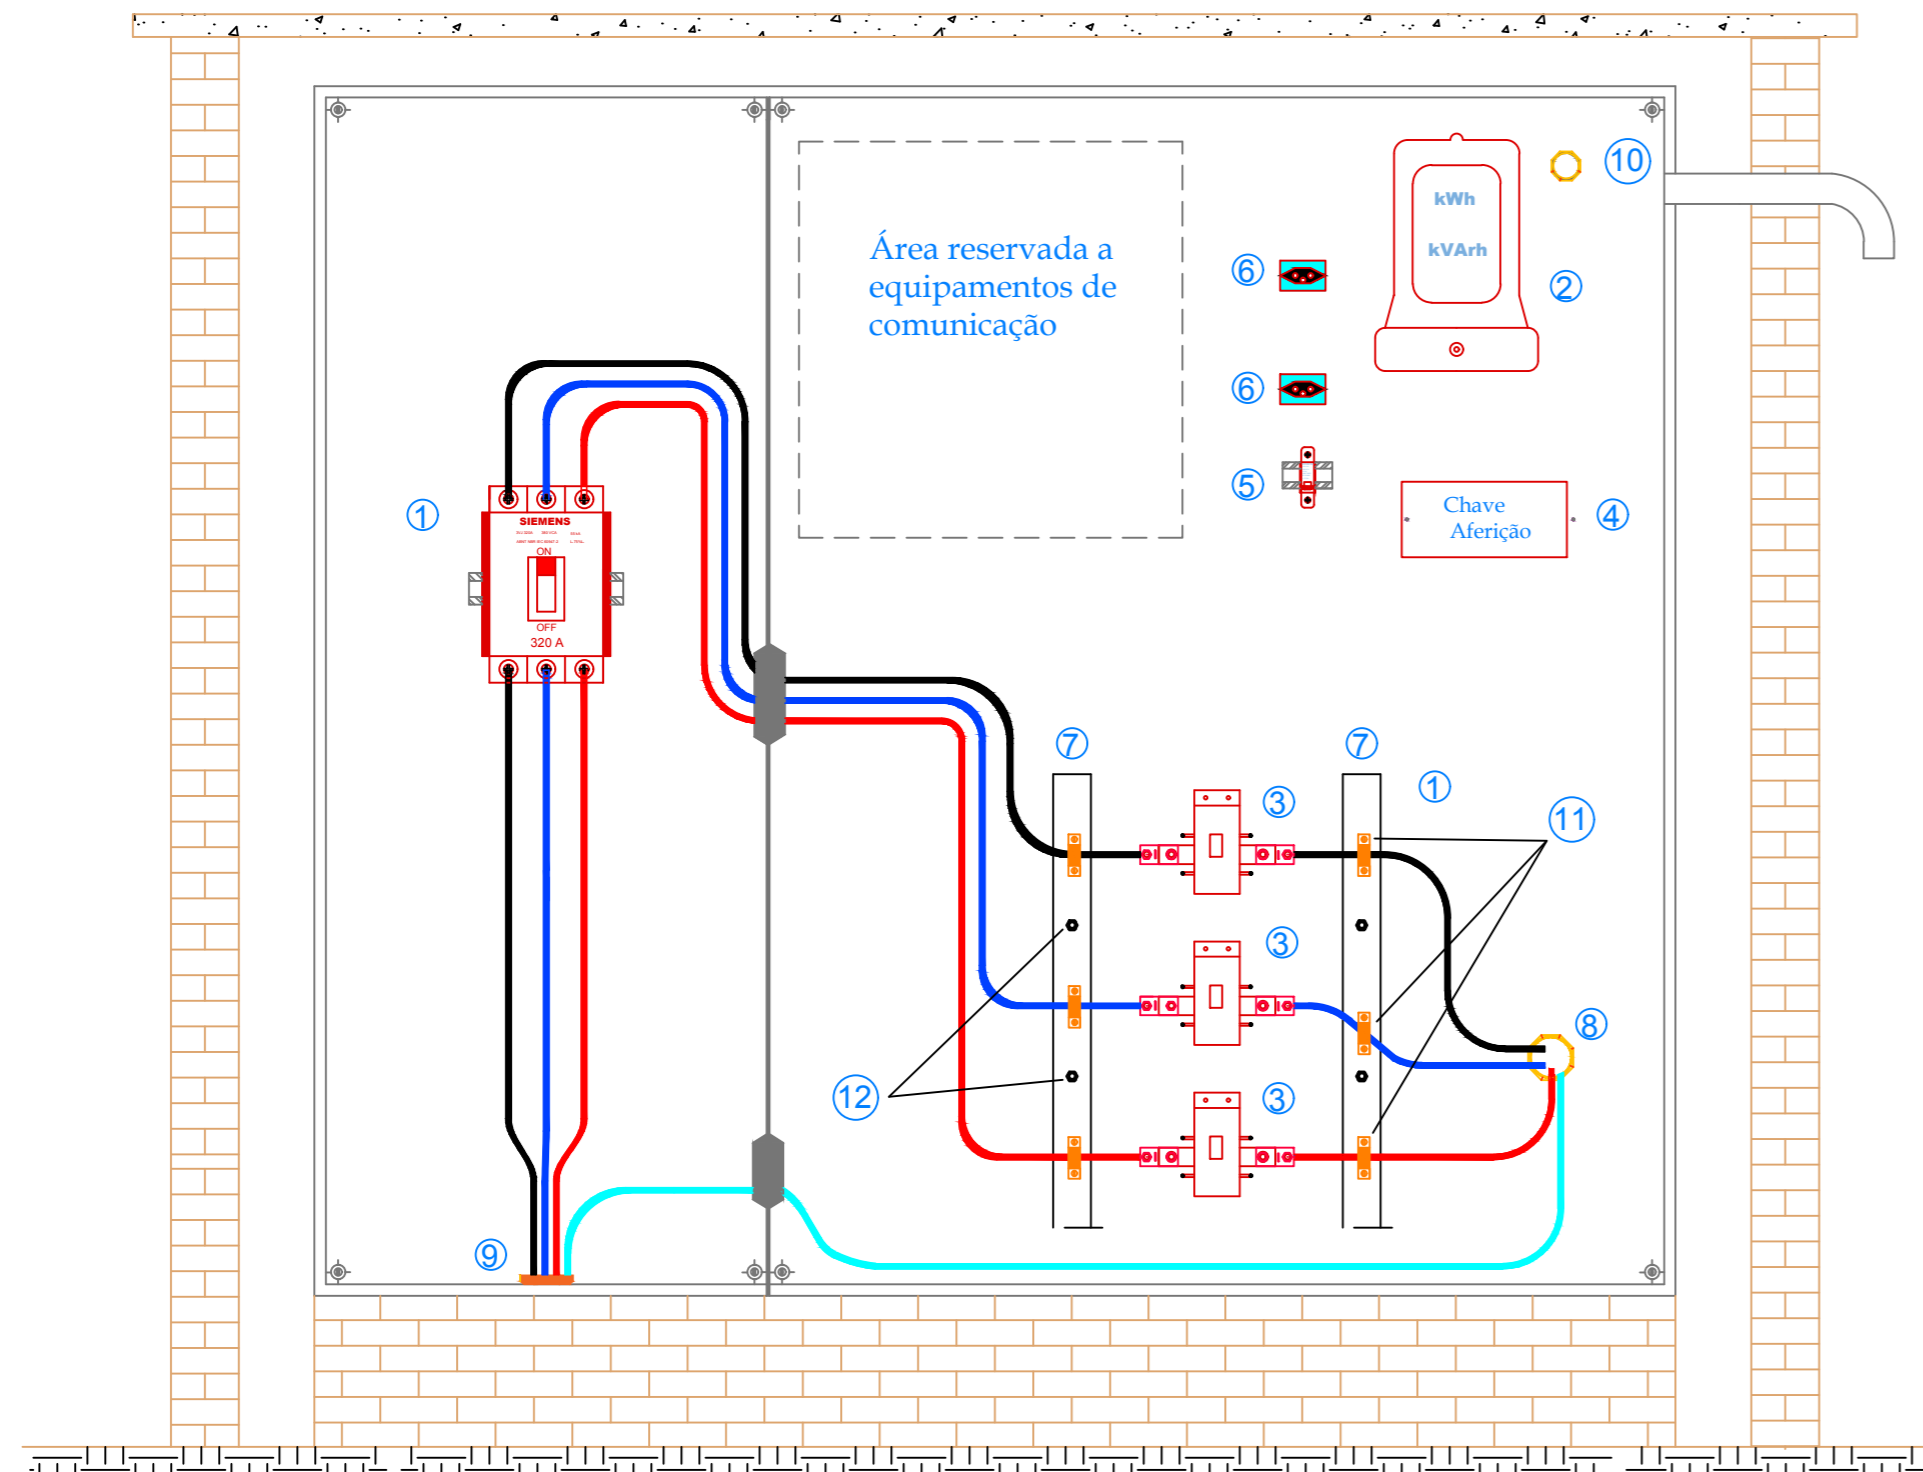 10
kWh
kVArh
2
Área reservada a
equipamentos de
comunicação
6
6
5
Chave
Aferição
4
1
SIEMENS
ON
OFF
320 A
7
7
1
3
11
3
8
12
3
9